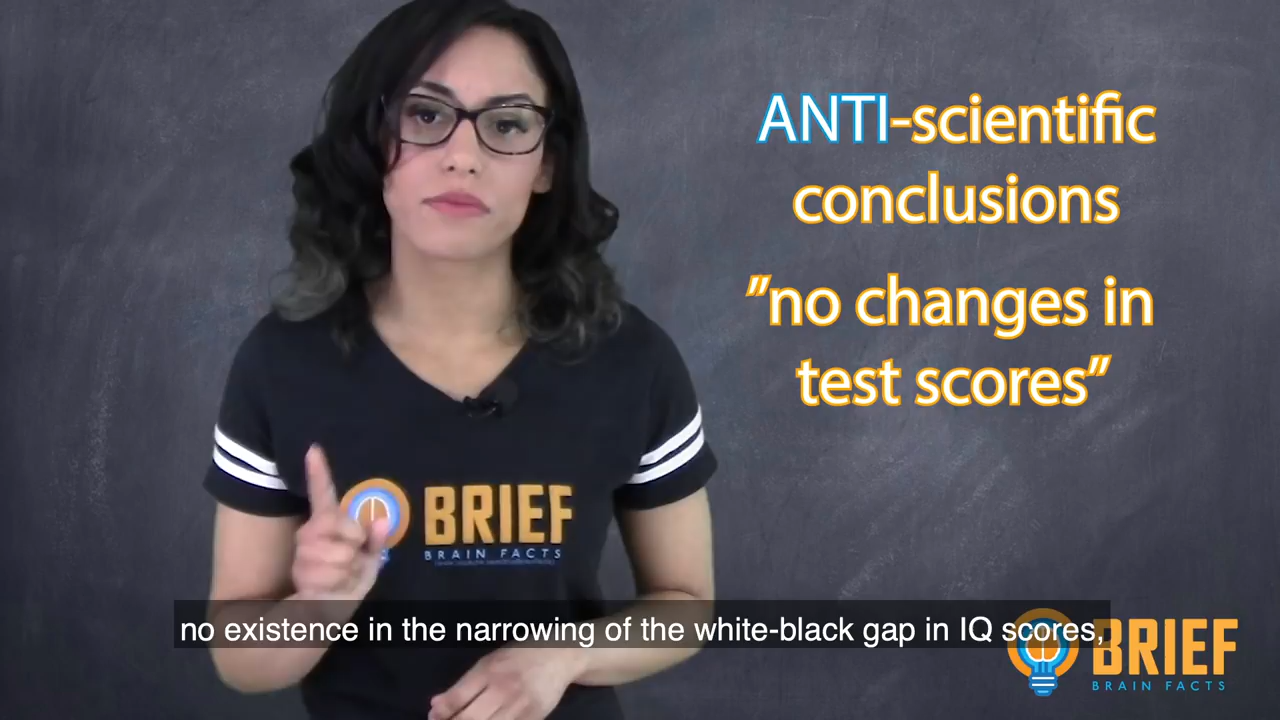 ANTI-scientific
conclusions
"no changes in
test scores"
BRIEF
BRAIN FACTS
no existence in the narrowing of the white-black gap in IQ scores,
BRIEF
BRAIN FACTS